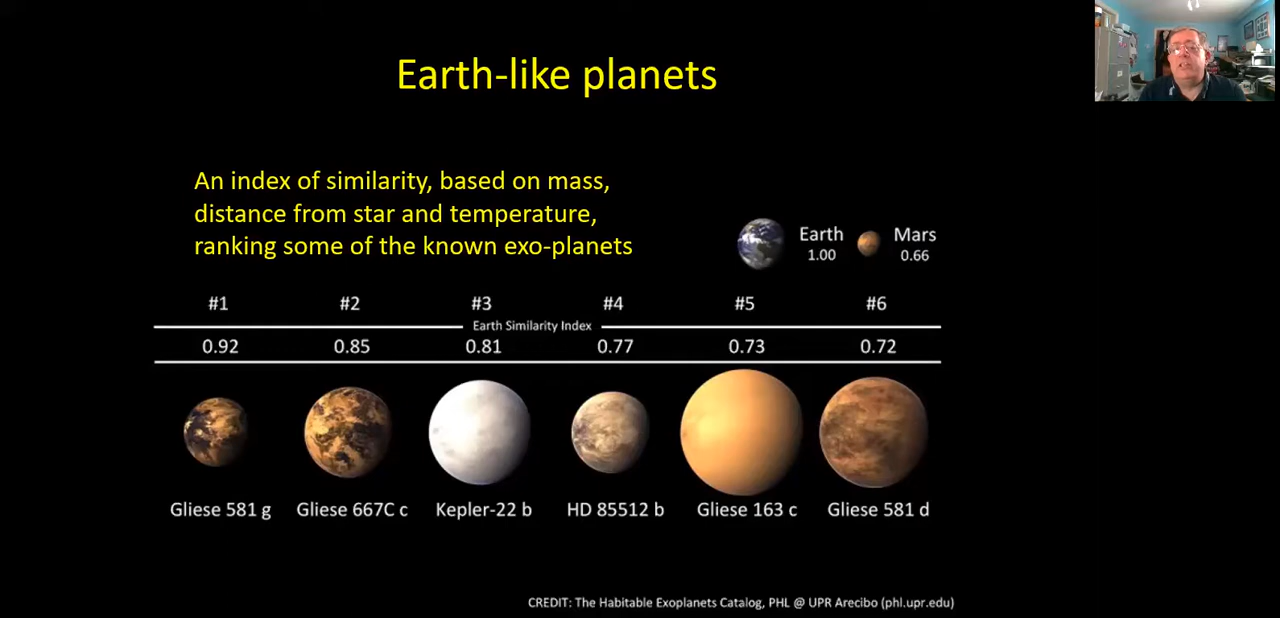 Earth-like planets
An index of similarity, based on mass,
distance from star and temperature,
ranking some of the known exo-planets
Earth Mars
1.00 0.66
#1 #2 #3 #4 #5 #6
Earth Similarity Index
0.92 0.85 0.81 0.77 0.73 0.72
Gliese 581 g Gliese 667C c Kepler-22 b HD 85512 b Gliese 163 c Gliese 581 d
CREDIT: The Habitable Exoplanets Catalog, PHL @ UPR Arecibo (phl.upr.edu)